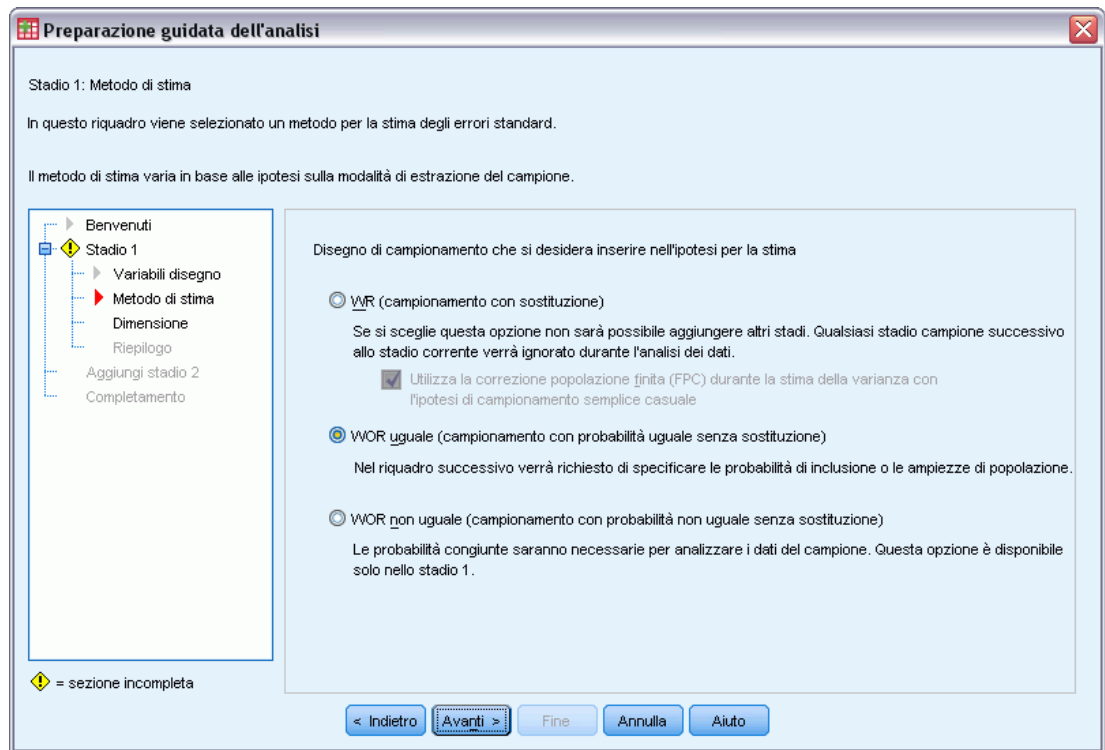 Preparazione guidata dell'analisi
Stadio 1: Metodo di stima
In questo riquadro viene selezionato un metodo per la stima degli errori standard.
Il metodo di stima varia in base alle ipotesi sulla modalità di estrazione del campione.
Benvenuti
Stadio 1
Variabili disegno
Metodo di stima
Dimensione
Riepilogo
Aggiungi stadio 2
Completamento
= sezione incompleta
Disegno di campionamento che si desidera inserire nell'ipotesi per la stima
WR (campionamento con sostituzione)
Se si sceglie questa opzione non sarà possibile aggiungere altri stadi. Qualsiasi stadio campione successivo
allo stadio corrente verrà ignorato durante l'analisi dei dati.
Utilizza la correzione popolazione finita (FPC) durante la stima della varianza con
l'ipotesi di campionamento semplice casuale
WOR uguale (campionamento con probabilità uguale senza sostituzione)
Nel riquadro successivo verrà richiesto di specificare le probabilità di inclusione o le ampiezze di popolazione.
WOR non uguale (campionamento con probabilità non uguale senza sostituzione)
Le probabilità congiunte saranno necessarie per analizzare i dati del campione. Questa opzione è disponibile
solo nello stadio 1.
< Indietro Avanti > Fine Annulla Aiuto